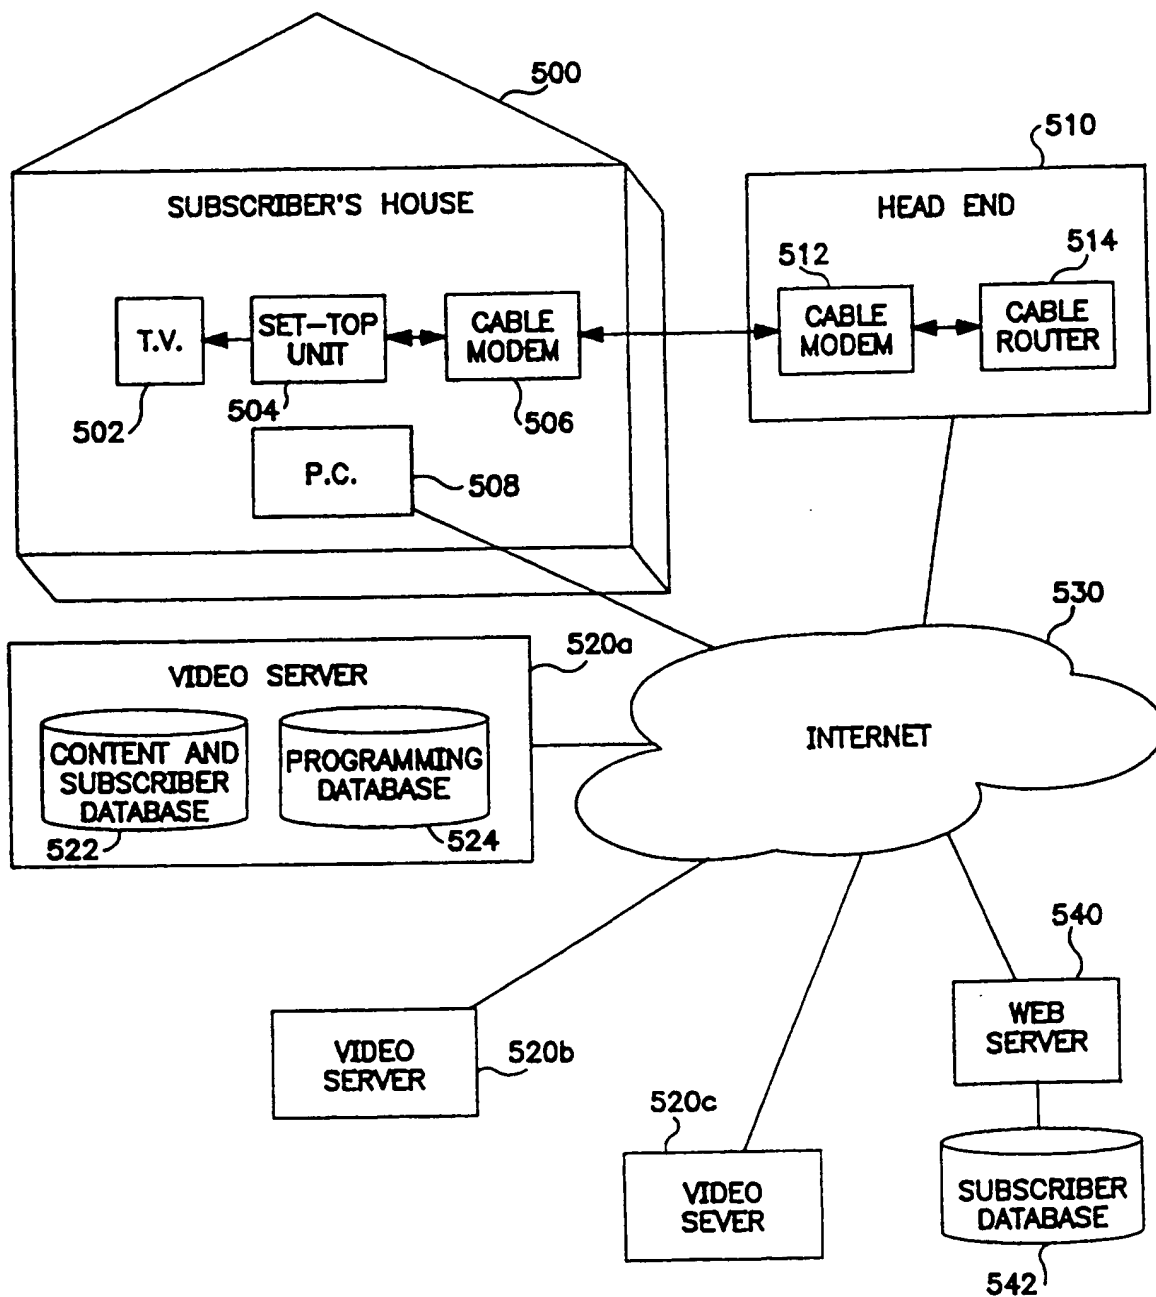 500
510
SUBSCRIBER'S HOUSE
HEAD END
512
514
T.V.
SET-TOP
UNIT
CABLE
MODEM
CABLE
MODEM
CABLE
ROUTER
502
504
506
P.C.
508
530
520a
VIDEO SERVER
CONTENT AND
SUBSCRIBER
DATABASE
PROGRAMMING
DATABASE
INTERNET
522
524
540
VIDEO
SERVER
520b
WEB
SERVER
520c
VIDEO
SEVER
SUBSCRIBER
DATABASE
542